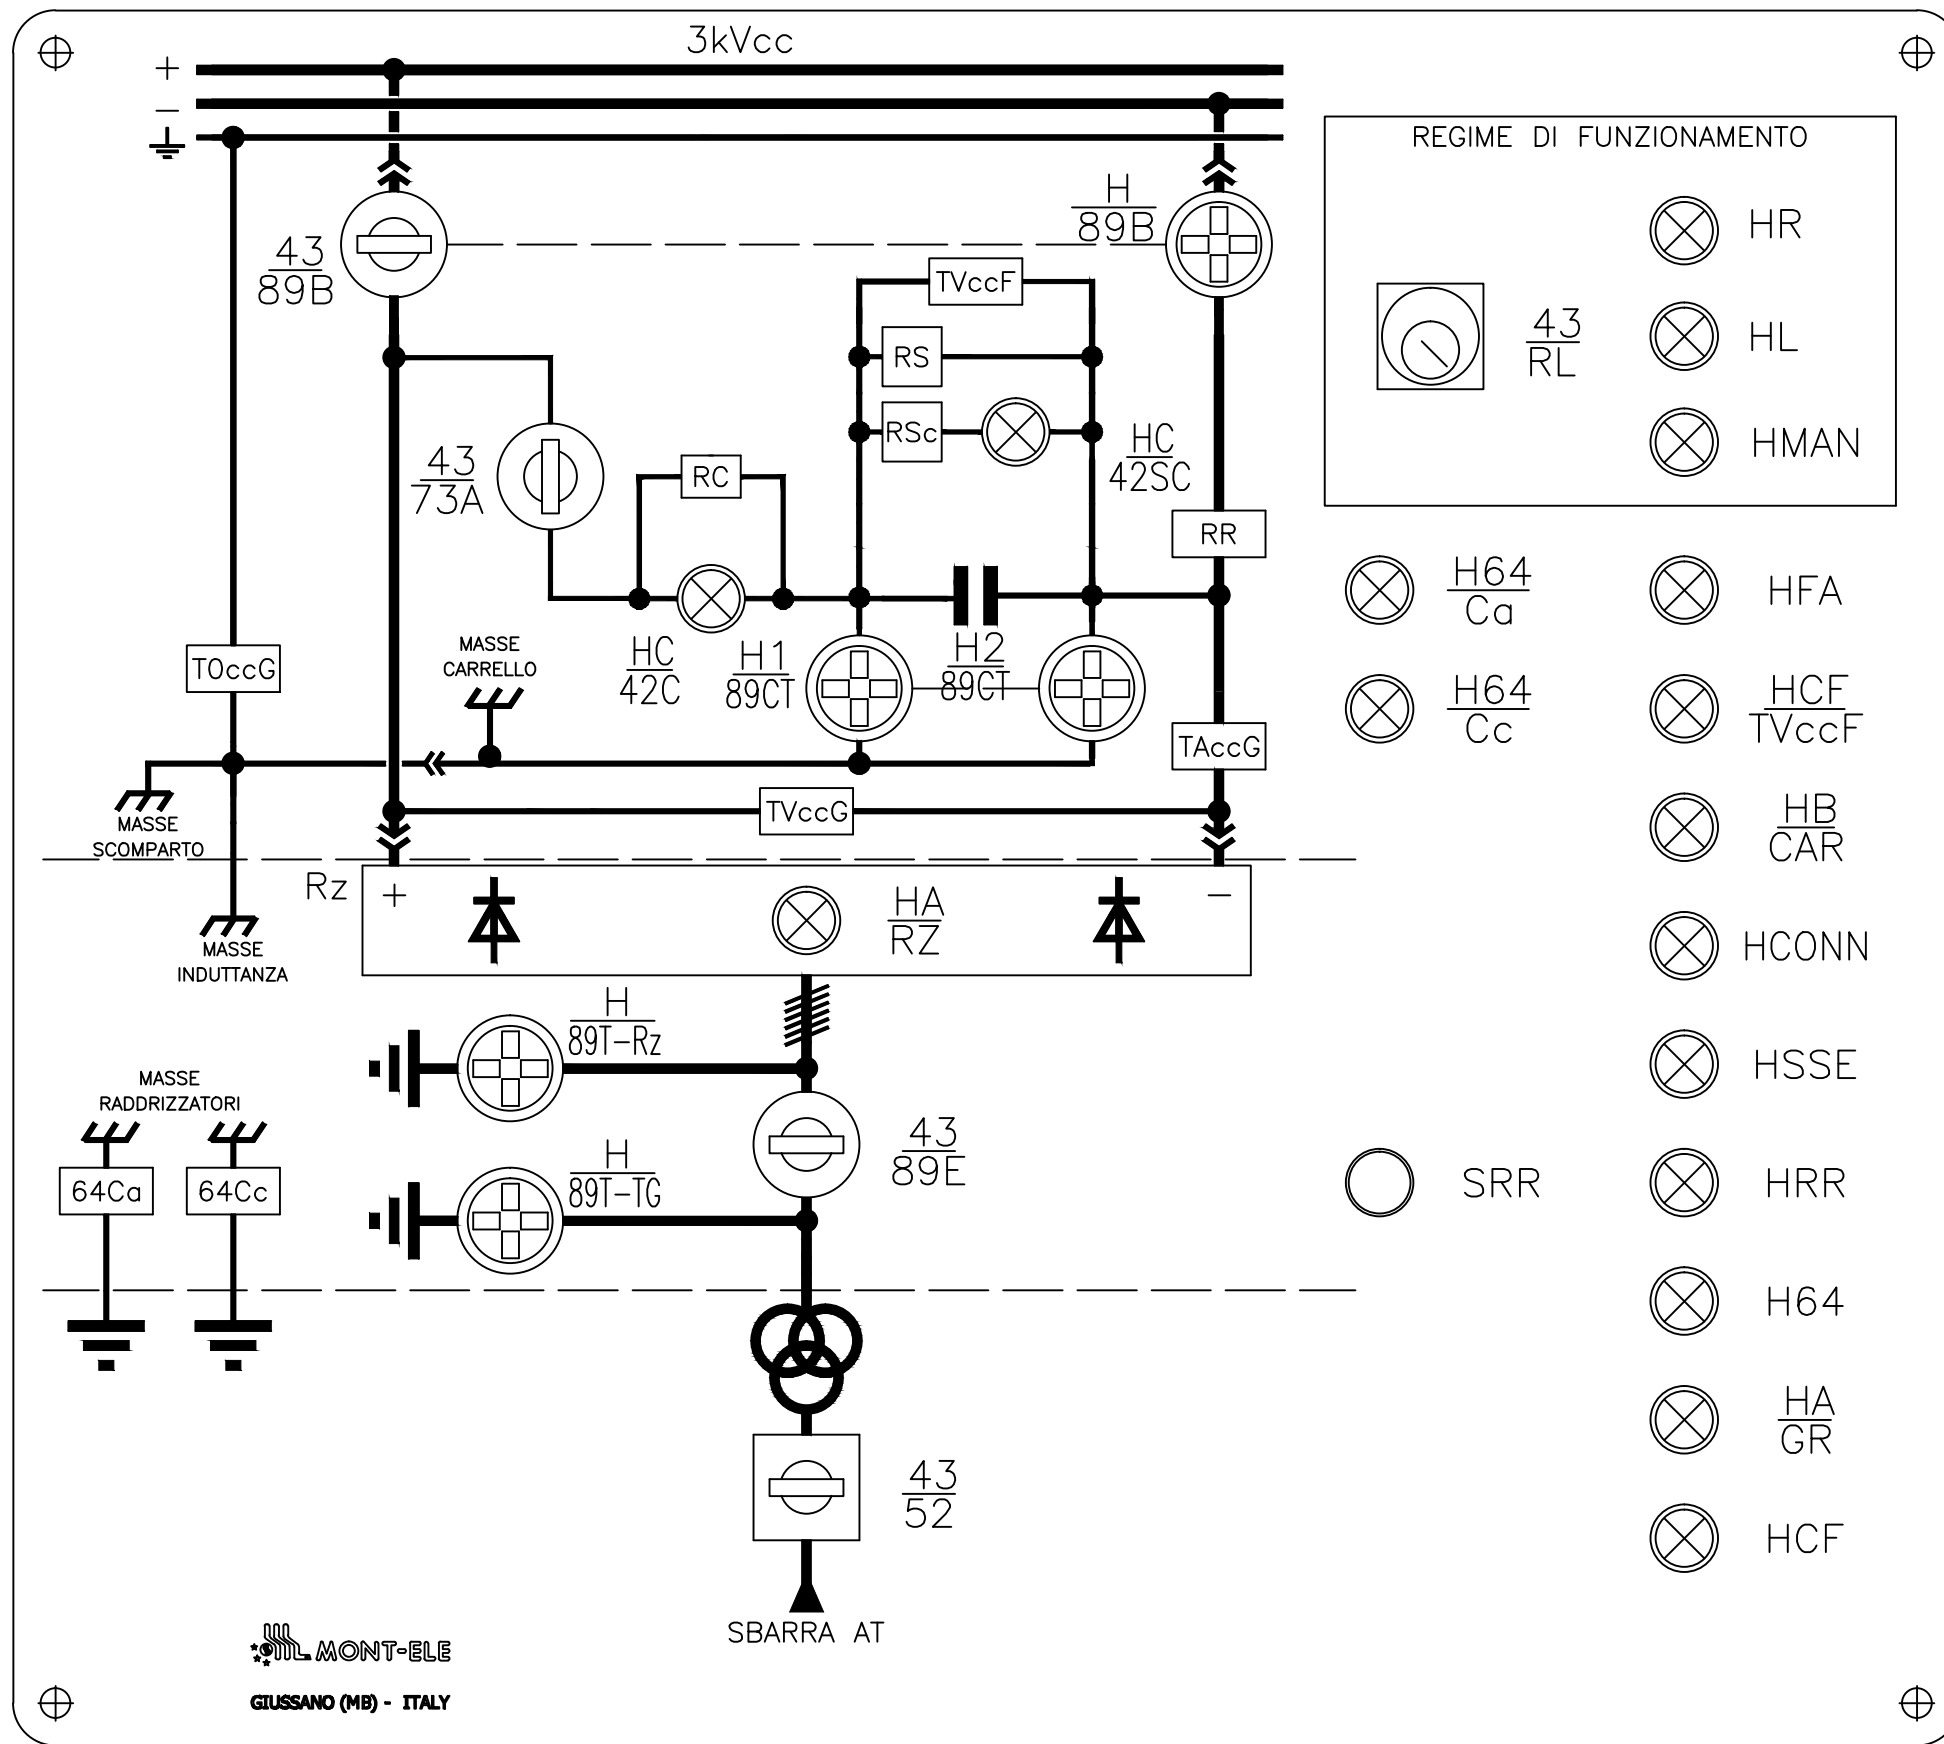 3kVcc
+
−
REGIME DI FUNZIONAMENTO
H
89B
HR
43
89B
TVccF
43
RL
HL
RS
RSc
HC
42SC
HMAN
43
73A
RC
RR
H64
Ca
HFA
MASSE
CARRELLO
HC
42C
H1
89CT
H2
89CT
TOccG
H64
Cc
HCF
TVccF
TAccG
TVccG
MASSE
SCOMPARTO
HB
CAR
Rz
+
−
HA
RZ
MASSE
INDUTTANZA
HCONN
H
89T-Rz
HSSE
MASSE
RADDRIZZATORI
43
89E
H
89T-TG
64Ca
64Cc
SRR
HRR
H64
HA
GR
43
52
HCF
SBARRA AT
MONT-ELE
GIUSSANO (MB) - ITALY